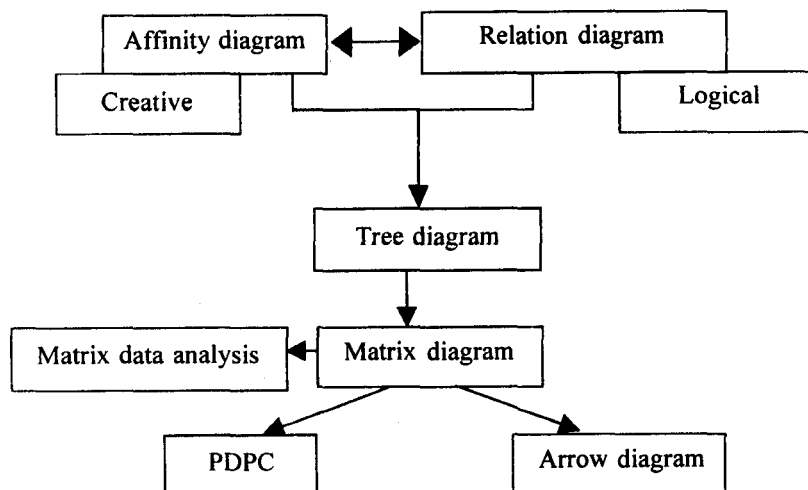 Affinity diagram
Relation diagram
Creative
Logical
Tree diagram
Matrix data analysis
Matrix diagram
PDPC
Arrow diagram